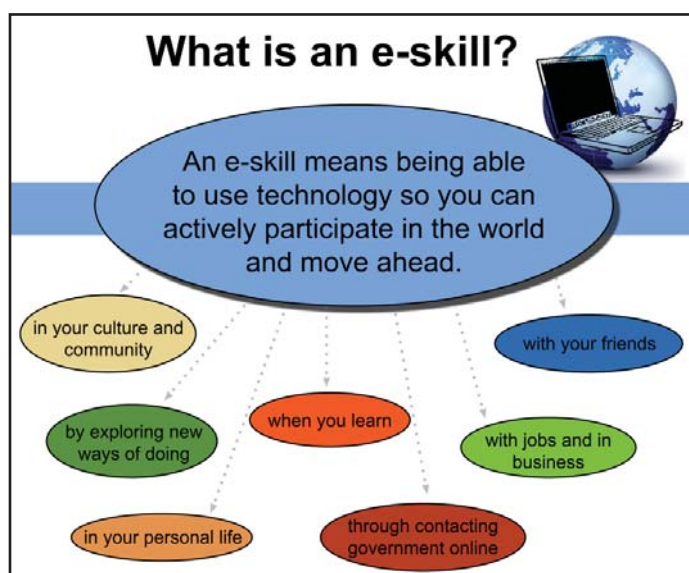 What is an e-skill?
An e-skill means being able
to use technology so you can
actively participate in the world
and move ahead.
in your culture and
community
with your friends
by exploring new
ways of doing
when you learn
with jobs and in
business
in your personal life
through contacting
government online